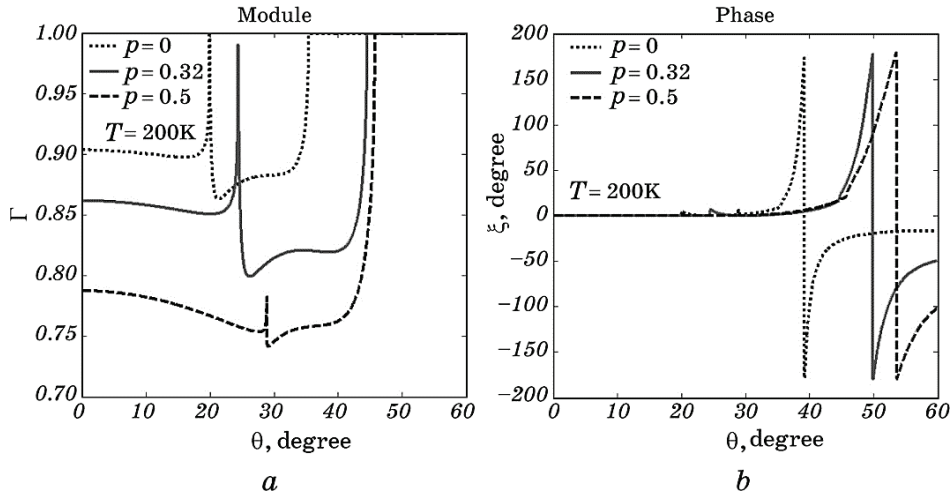 Module
1.00
0.95
0.90
0.85
0.80
0.75
0.70
Γ
p = 0
p = 0.32
p = 0.5
T = 200K
0 10 20 30 40 50 60
θ, degree
a
Phase
200
150
100
50
0
−50
−100
−150
−200
ξ, degree
p = 0
p = 0.32
p = 0.5
T = 200K
0 10 20 30 40 50 60
θ, degree
b